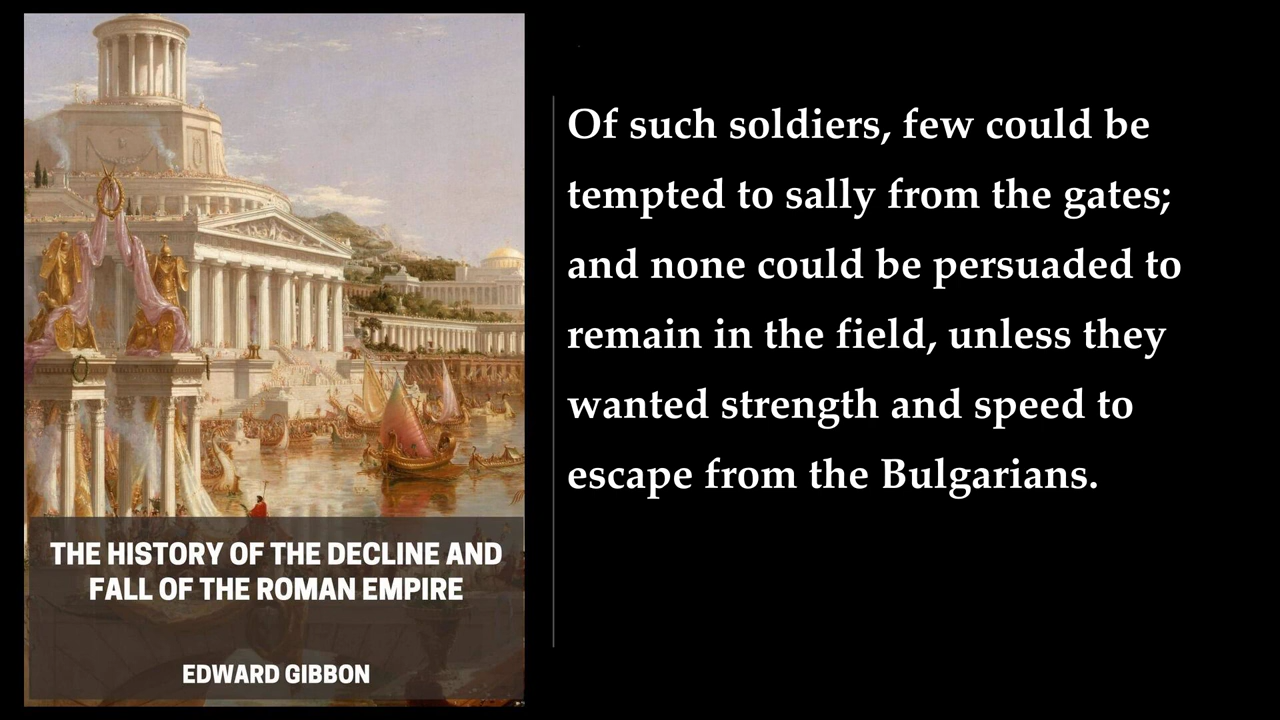 THE HISTORY OF THE DECLINE AND
FALL OF THE ROMAN EMPIRE
EDWARD GIBBON
Of such soldiers, few could be
tempted to sally from the gates;
and none could be persuaded to
remain in the field, unless they
wanted strength and speed to
escape from the Bulgarians.